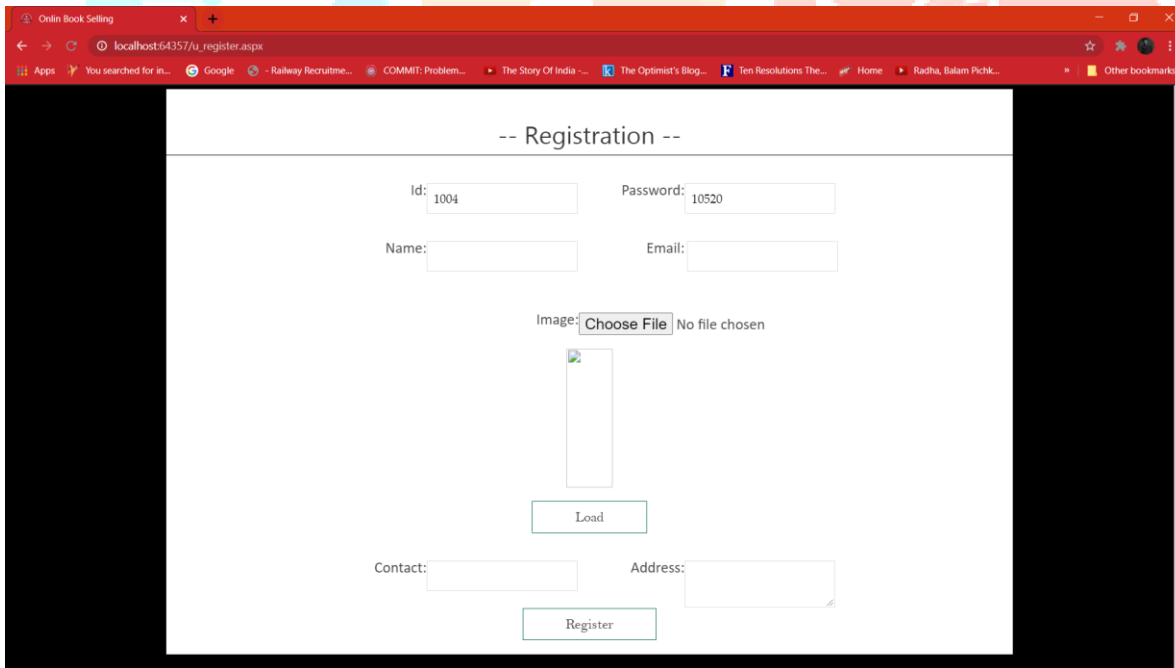 Onlin Book Selling
localhost:64357/u_register.aspx
Apps You searched for in... Google - Railway Recruitme... COMMIT: Problem... The Story Of India -... The Optimist's Blog... Ten Resolutions The... Home Radha, Balam Pichk... » Other bookmarks
-- Registration --
Id: 1004 Password: 10520
Name: Email:
Image: Choose File No file chosen
Load
Contact: Address:
Register